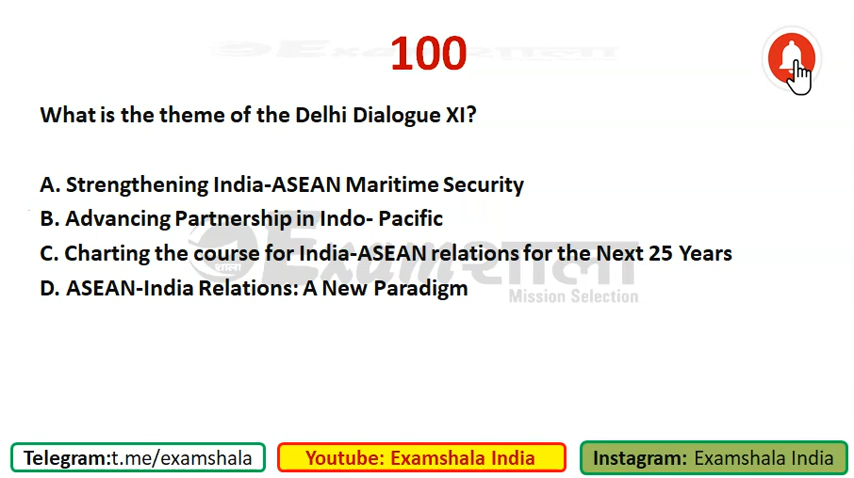 100
What is the theme of the Delhi Dialogue XI?
A. Strengthening India-ASEAN Maritime Security
B. Advancing Partnership in Indo- Pacific
C. Charting the course for India-ASEAN relations for the Next 25 Years
D. ASEAN-India Relations: A New Paradigm
Examशाला
शाला
Mission Selection
Telegram:t.me/examshala
Youtube: Examshala India
Instagram: Examshala India